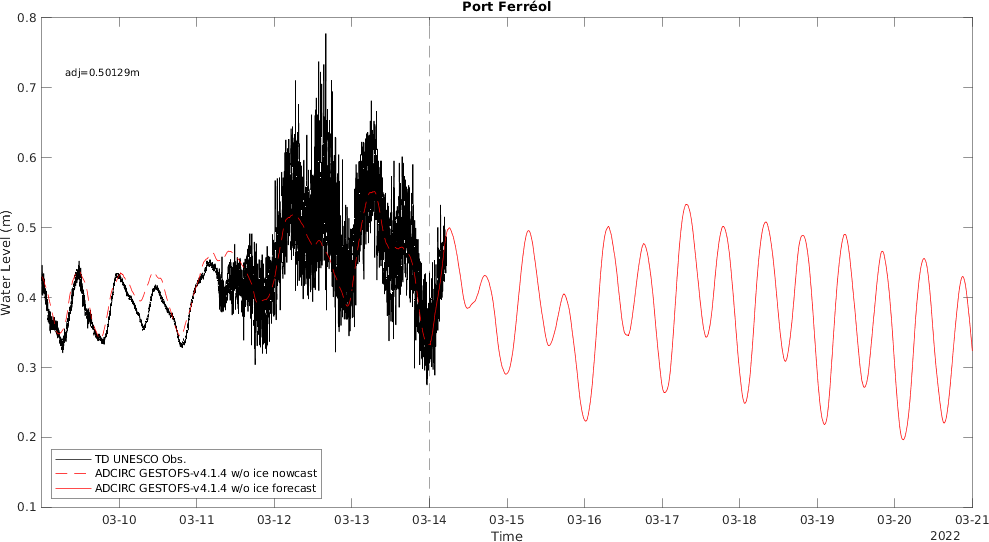 Port Ferréol
0.8
0.7
0.6
0.5
0.4
0.3
0.2
0.1
Water Level (m)
adj=0.50129m
TD UNESCO Obs.
ADCIRC GESTOFS-v4.1.4 w/o ice nowcast
ADCIRC GESTOFS-v4.1.4 w/o ice forecast
03-10 03-11 03-12 03-13 03-14 03-15 03-16 03-17 03-18 03-19 03-20 03-21
Time
2022